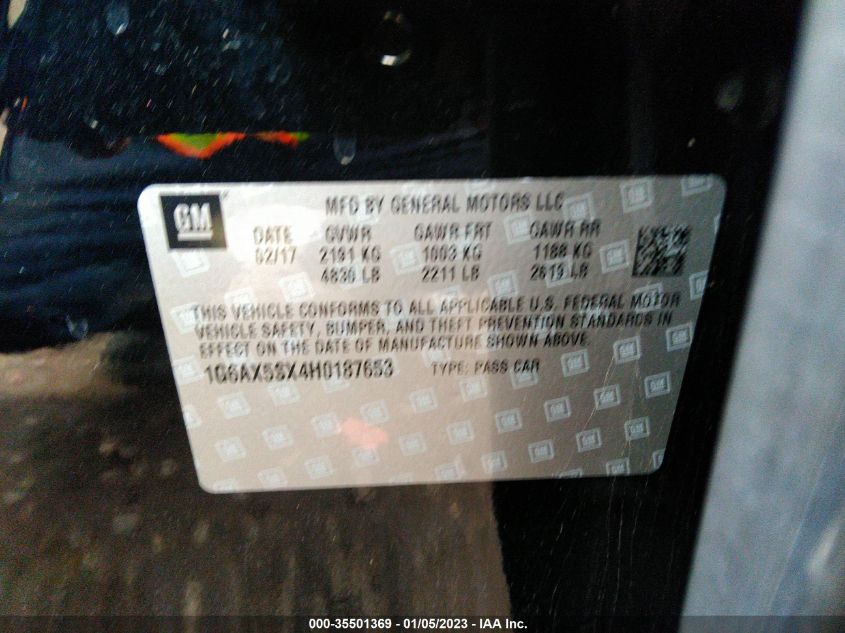 GM
MFD BY GENERAL MOTORS LLC
DATE GVWR GAWR FRT GAWR RR
02/17 2191 KG 1003 KG 1188 KG
4830 LB 2211 LB 2619 LB
THIS VEHICLE CONFORMS TO ALL APPLICABLE U.S. FEDERAL MOTOR
VEHICLE SAFETY, BUMPER, AND THEFT PREVENTION STANDARDS IN
EFFECT ON THE DATE OF MANUFACTURE SHOWN ABOVE.
1G6AX5SX4H0187653 TYPE: PASS CAR
000-35501369 - 01/05/2023 - IAA Inc.